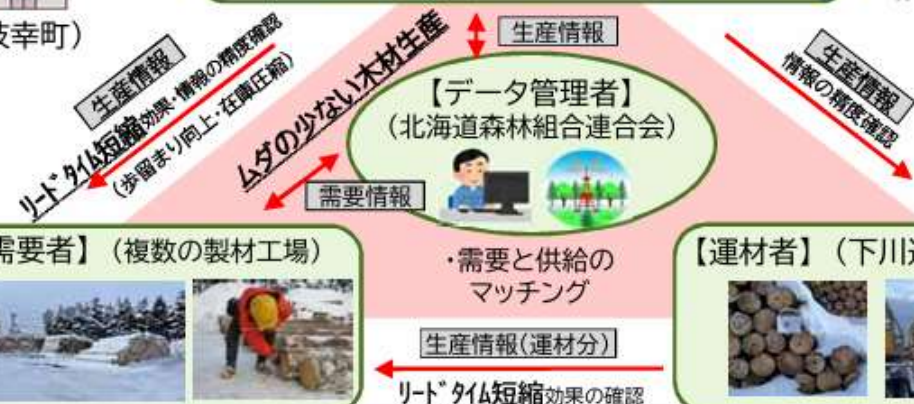 幸町）
生産情報
生産情報
生産情報
リードタイム短縮効果・情報の精度確認
（歩留まり向上・在庫圧縮）
ムダの少ない木材生産
情報の精度確認
【データ管理者】
（北海道森林組合連合会）
需要情報
・需要と供給の
マッチング
需要者】（複数の製材工場）
【運材者】（下川
生産情報(運材分)
リードタイム短縮効果の確認